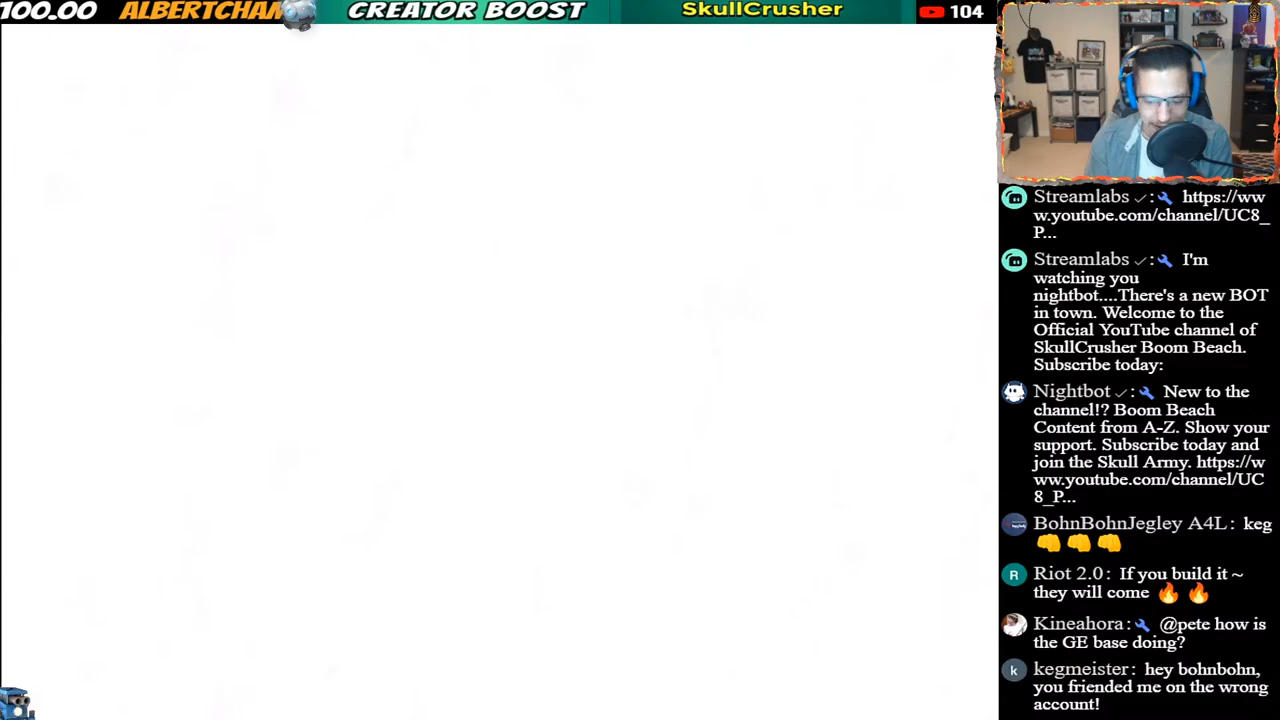 100.00 ALBERTCHAN CREATOR BOOST SkullCrusher 104
Streamlabs : https://ww
w.youtube.com/channel/UC8_
P...
Streamlabs : I'm
watching you
nightbot....There's a new BOT
in town. Welcome to the
Official YouTube channel of
SkullCrusher Boom Beach.
Subscribe today:
Nightbot : New to the
channel!? Boom Beach
Content from A-Z. Show your
support. Subscribe today and
join the Skull Army. https://w
ww.youtube.com/channel/UC
8_P...
BohnBohnJegley A4L: keg
👊 👊 👊
R Riot 2.0: If you build it ~
they will come 🔥 🔥
Kineahora: @pete how is
the GE base doing?
k kegmeister: hey bohnbohn,
you friended me on the wrong
account!